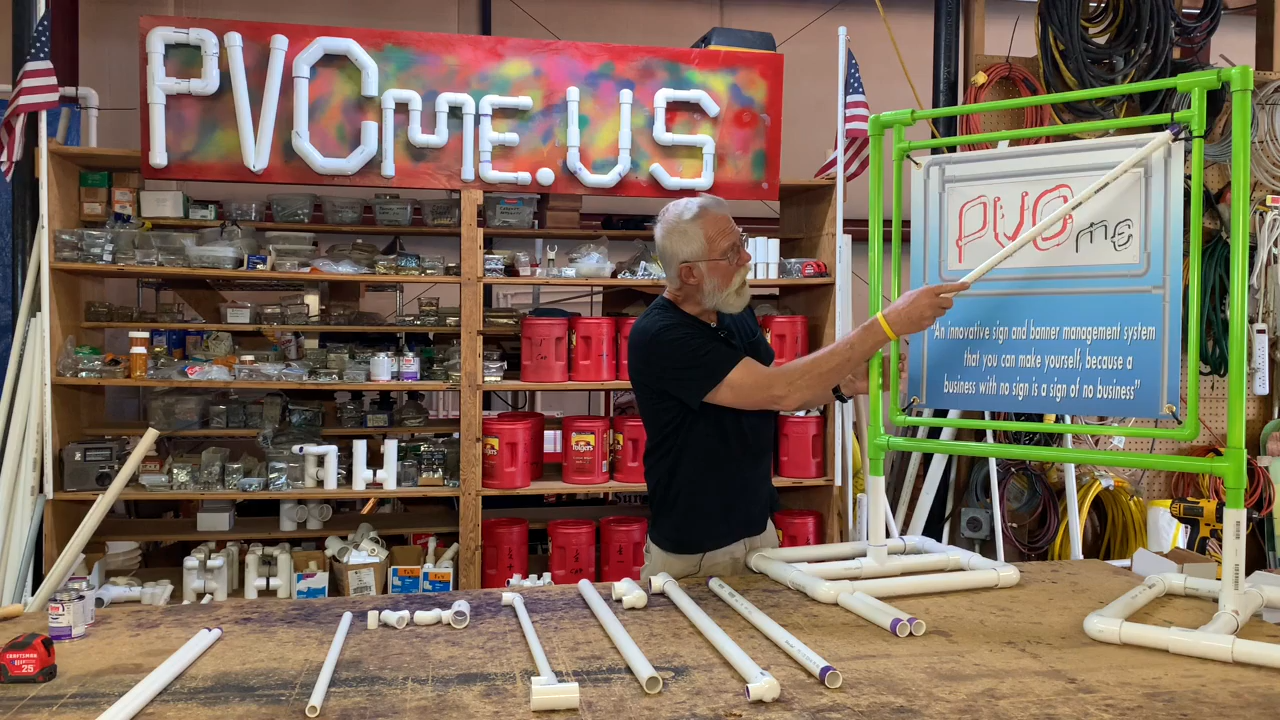 PVCme.US
PVC me
"An innovative sign and banner management system
that you can make yourself, because a
business with no sign is a sign of no business"
Folgers
CRAFTSMAN
25'